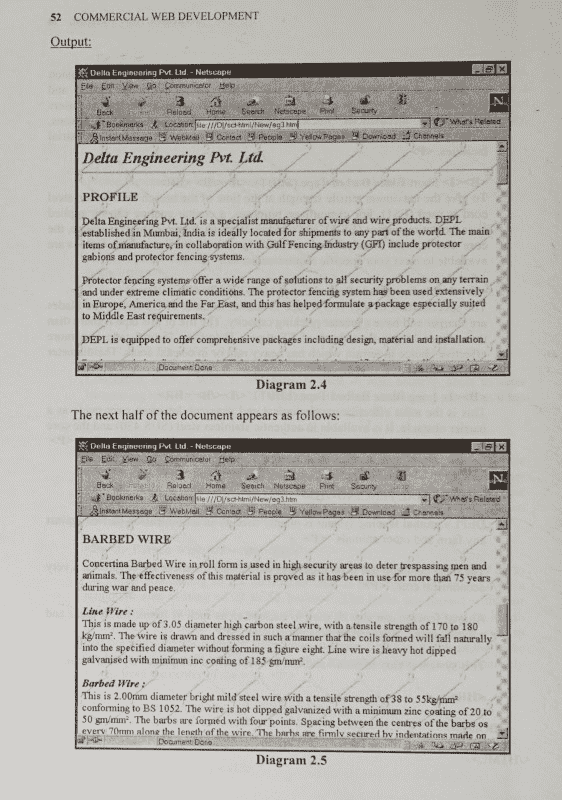 52 COMMERCIAL WEB DEVELOPMENT
Output:
Delta Engineering Pvt. Ltd. - Netscape
File Edit View Go Communicator Help
Back Reload Home Search Netscape Print Security
Bookmarks Location: file:///D|/sctHtml/New/eg3.htm What's Related
Instant Message WebMail Contact People Yellow Pages Download Channels
Delta Engineering Pvt. Ltd.
PROFILE
Delta Engineering Pvt. Ltd. is a specialist manufacturer of wire and wire products. DEPL
established in Mumbai, India is ideally located for shipments to any part of the world. The main
items of manufacture, in collaboration with Gulf Fencing Industry (GFI) include protector
gabions and protector fencing systems.
Protector fencing systems offer a wide range of solutions to all security problems on any terrain
and under extreme climatic conditions. The protector fencing system has been used extensively
in Europe, America and the Far East, and this has helped formulate a package especially suited
to Middle East requirements.
DEPL is equipped to offer comprehensive packages including design, material and installation.
Document: Done
Diagram 2.4
The next half of the document appears as follows:
Delta Engineering Pvt. Ltd. - Netscape
File Edit View Go Communicator Help
Back Reload Home Search Netscape Print Security
Bookmarks Location: file:///D|/sctHtml/New/eg3.htm What's Related
Instant Message WebMail Contact People Yellow Pages Download Channels
BARBED WIRE
Concertina Barbed Wire in roll form is used in high security areas to deter trespassing men and
animals. The effectiveness of this material is proved as it has been in use for more than 75 years
during war and peace.
Line Wire :
This is made up of 3.05 diameter high carbon steel wire, with a tensile strength of 170 to 180
kg/mm². The wire is drawn and dressed in such a manner that the coils formed will fall naturally
into the specified diameter without forming a figure eight. Line wire is heavy hot dipped
galvanised with minimun inc coating of 185 gm/mm².
Barbed Wire :
This is 2.00mm diameter bright mild steel wire with a tensile strength of 38 to 55kg/mm²
conforming to BS 1052. The wire is hot dipped galvanized with a minimum zinc coating of 20 to
50 gm/mm². The barbs are formed with four points. Spacing between the centres of the barbs os
every 70mm along the length of the wire. The barbs are firmly secured by indentations made on
Document: Done
Diagram 2.5